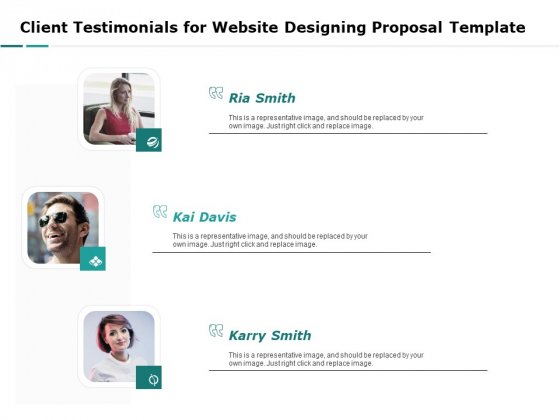 Client Testimonials for Website Designing Proposal Template
Ria Smith
This is a representative image, and should be replaced by your
own image. Just right click and replace image.
Kai Davis
This is a representative image, and should be replaced by your
own image. Just right click and replace image.
Karry Smith
This is a representative image, and should be replaced by your
own image. Just right click and replace image.